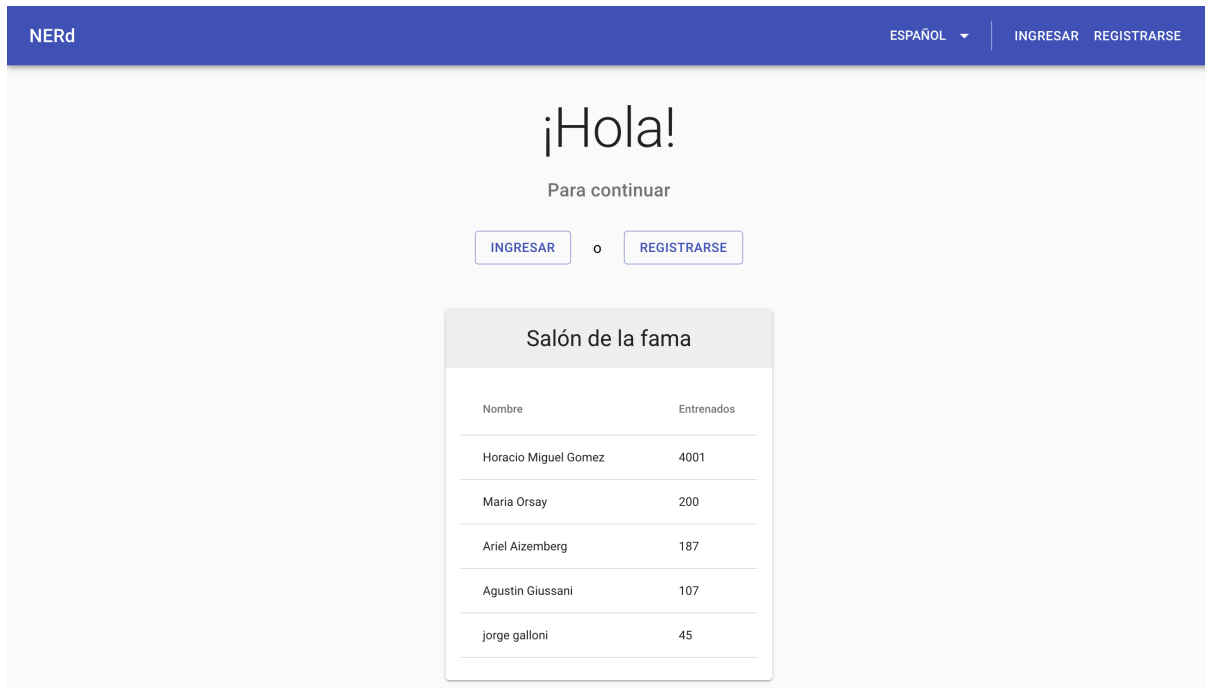 NERd ESPAÑOL INGRESAR REGISTRARSE
¡Hola!
Para continuar
INGRESAR o REGISTRARSE
Salón de la fama
Nombre Entrenados
Horacio Miguel Gomez 4001
Maria Orsay 200
Ariel Aizemberg 187
Agustin Giussani 107
jorge galloni 45